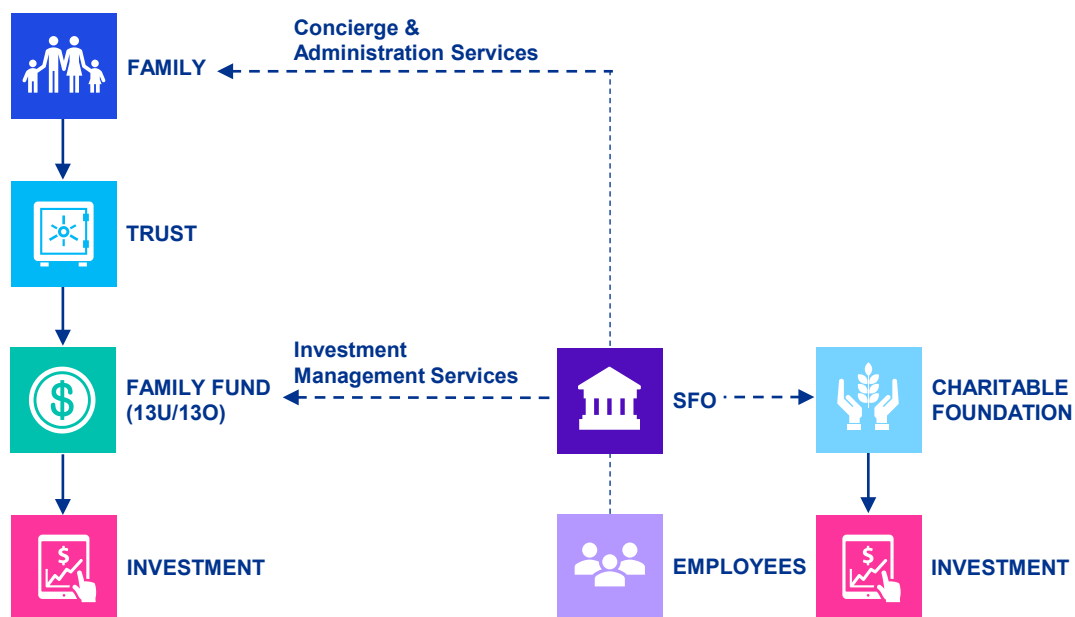 Concierge &
Administration Services
FAMILY
TRUST
Investment
Management Services
FAMILY FUND
(13U/13O)
SFO
CHARITABLE
FOUNDATION
INVESTMENT
EMPLOYEES
INVESTMENT